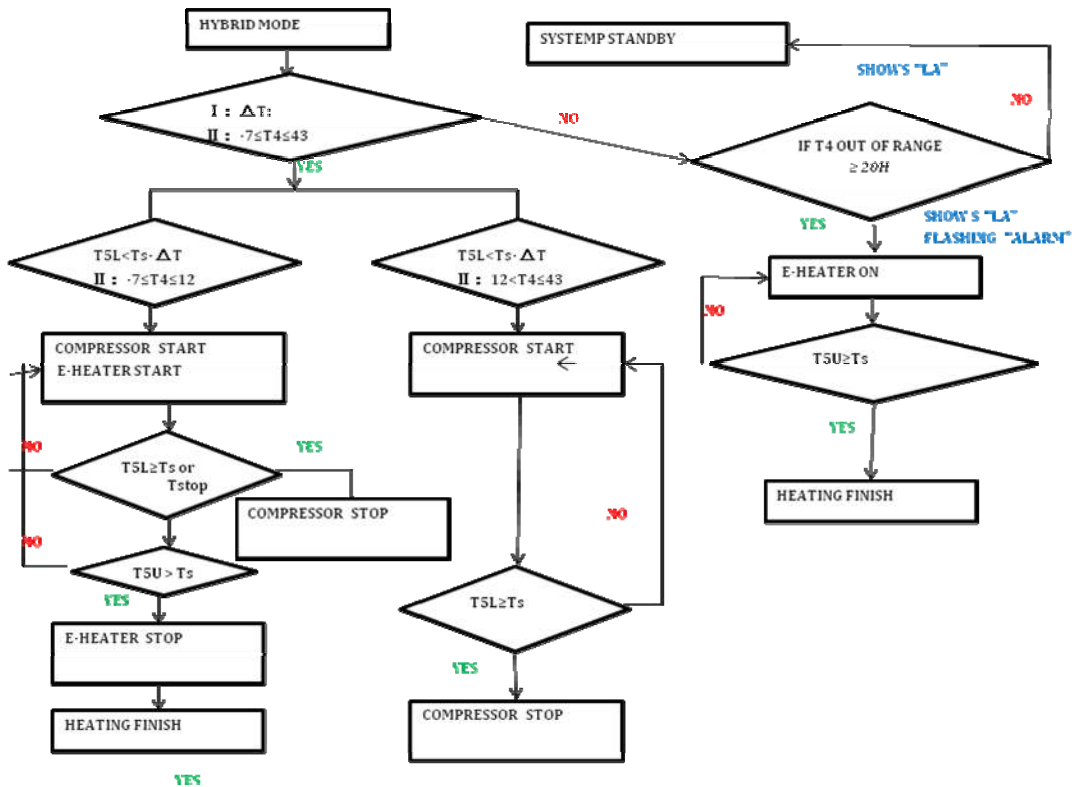 HYBRID MODE
SYSTEMP STANDBY
SHOW'S "LA"
I : ΔT:
II : -7≤T4≤43
NO
NO
IF T4 OUT OF RANGE
≥ 20H
YES
YES
SHOW'S "LA"
FLASHING "ALARM"
T5L<Ts- ΔT
II : -7≤T4≤12
T5L<Ts- ΔT
II : 12<T4≤43
E-HEATER ON
NO
COMPRESSOR START
E-HEATER START
COMPRESSOR START
←
T5U≥Ts
YES
NO
YES
T5L≥Ts or
Tstop
HEATING FINISH
COMPRESSOR STOP
NO
NO
T5U > Ts
YES
T5L≥Ts
E-HEATER STOP
YES
HEATING FINISH
COMPRESSOR STOP
YES